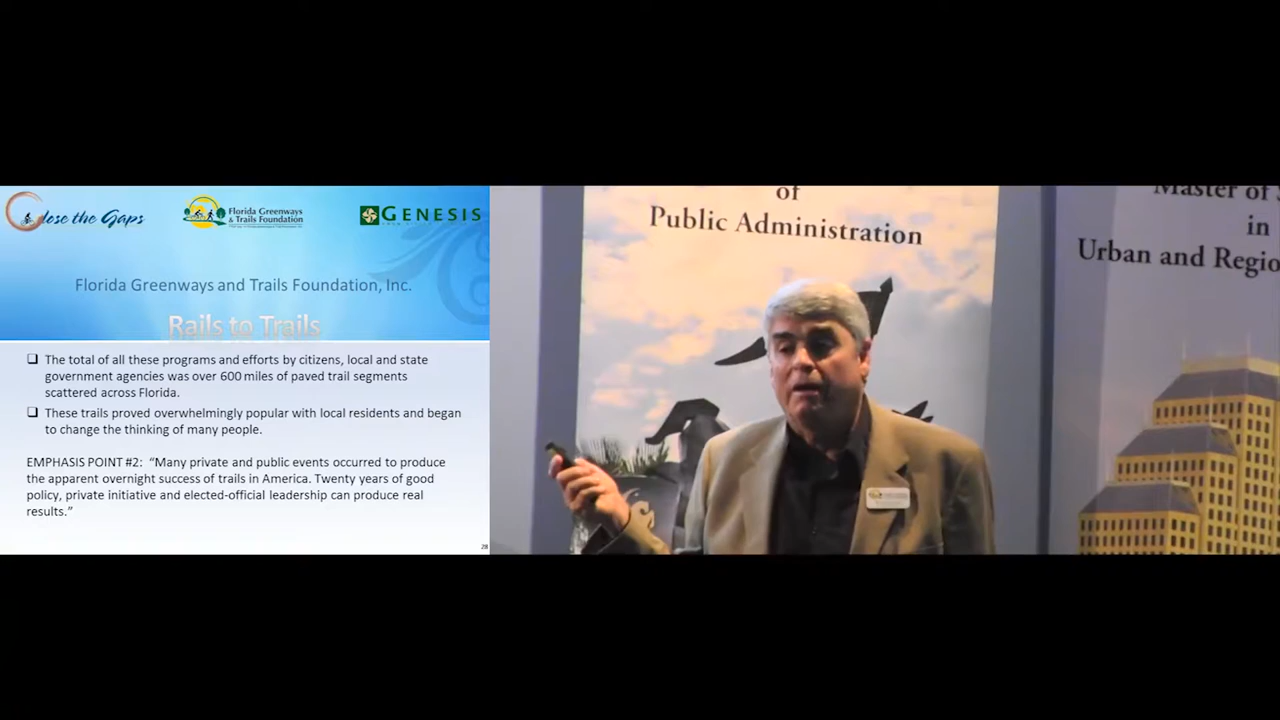 Close the Gaps
Florida Greenways
& Trails Foundation
GENESIS
Florida Greenways and Trails Foundation, Inc.
Rails to Trails
❑ The total of all these programs and efforts by citizens, local and state
government agencies was over 600 miles of paved trail segments
scattered across Florida.
❑ These trails proved overwhelmingly popular with local residents and began
to change the thinking of many people.
EMPHASIS POINT #2: “Many private and public events occurred to produce
the apparent overnight success of trails in America. Twenty years of good
policy, private initiative and elected-official leadership can produce real
results.”
28
of
Public Administration
Master of
in
Urban and Regio